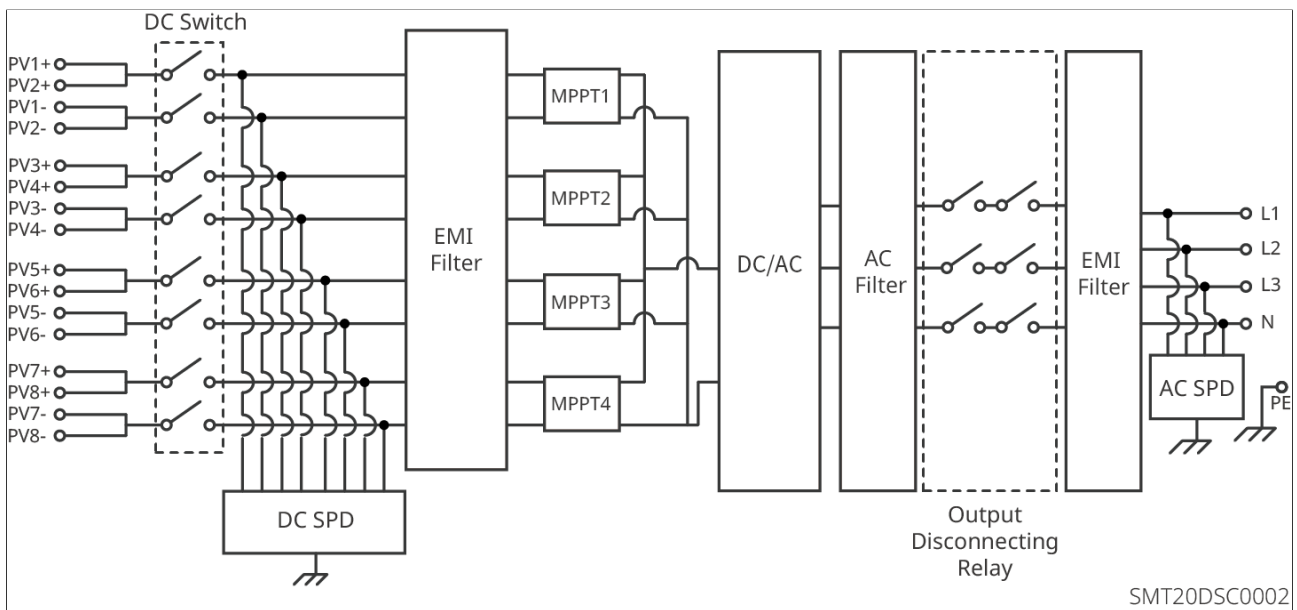 DC Switch
PV1+
PV2+
PV1-
PV2-
PV3+
PV4+
PV3-
PV4-
PV5+
PV6+
PV5-
PV6-
PV7+
PV8+
PV7-
PV8-
DC SPD
EMI
Filter
MPPT1
MPPT2
MPPT3
MPPT4
DC/AC
AC
Filter
Output
Disconnecting
Relay
EMI
Filter
L1
L2
L3
N
AC SPD
PE
SMT20DSC0002